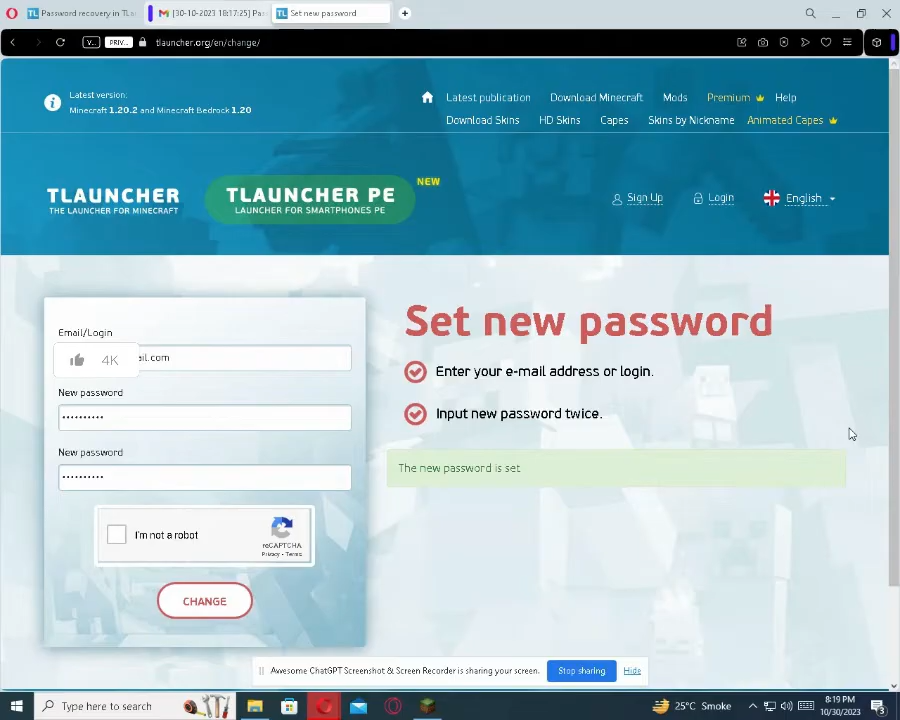 Password recovery in TL
[30-10-2023 18:17:25] Pa
Set new password
V...
PRIV...
tlauncher.org/en/change/
Latest version:
Minecraft 1.20.2 and Minecraft Bedrock 1.20
Latest publication
Download Minecraft
Mods
Premium
Help
Download Skins
HD Skins
Capes
Skins by Nickname
Animated Capes
TLAUNCHER
THE LAUNCHER FOR MINECRAFT
TLAUNCHER PE
LAUNCHER FOR SMARTPHONES PE
NEW
Sign Up
Login
English
Email/Login
4K
ail.com
New password
New password
I'm not a robot
reCAPTCHA
Privacy - Terms
CHANGE
Set new password
Enter your e-mail address or login.
Input new password twice.
The new password is set
Awesome ChatGPT Screenshot & Screen Recorder is sharing your screen.
Stop sharing
Hide
Type here to search
25°C Smoke
8:19 PM
10/30/2023
3